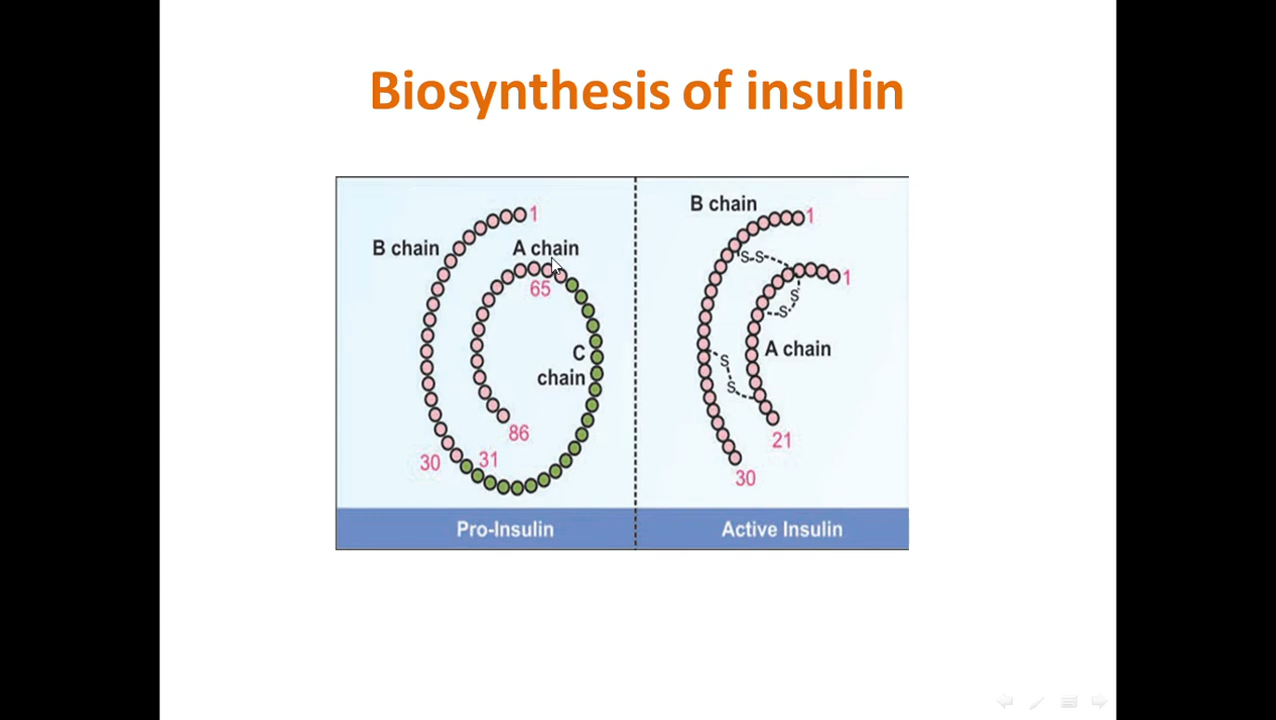 Biosynthesis of insulin
B chain
1
A chain
65
C
chain
86
30
31
Pro-Insulin
B chain
1
S-S
1
S
S
A chain
S
S
21
30
Active Insulin